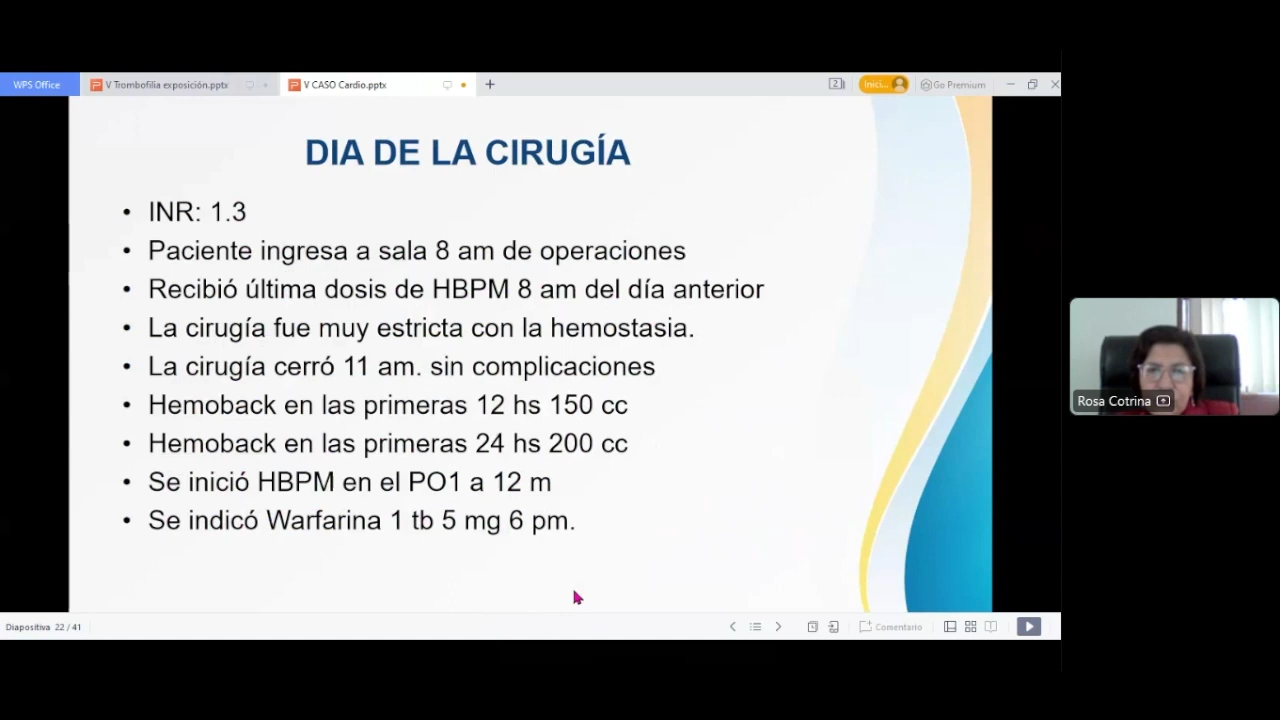 WPS Office
V Trombofilia exposición.pptx
V CASO Cardio.pptx
2
Inici...
Go Premium
DIA DE LA CIRUGÍA
• INR: 1.3
• Paciente ingresa a sala 8 am de operaciones
• Recibió última dosis de HBPM 8 am del día anterior
• La cirugía fue muy estricta con la hemostasia.
• La cirugía cerró 11 am. sin complicaciones
• Hemoback en las primeras 12 hs 150 cc
• Hemoback en las primeras 24 hs 200 cc
• Se inició HBPM en el PO1 a 12 m
• Se indicó Warfarina 1 tb 5 mg 6 pm.
Rosa Cotrina
Diapositiva 22 / 41
Comentario